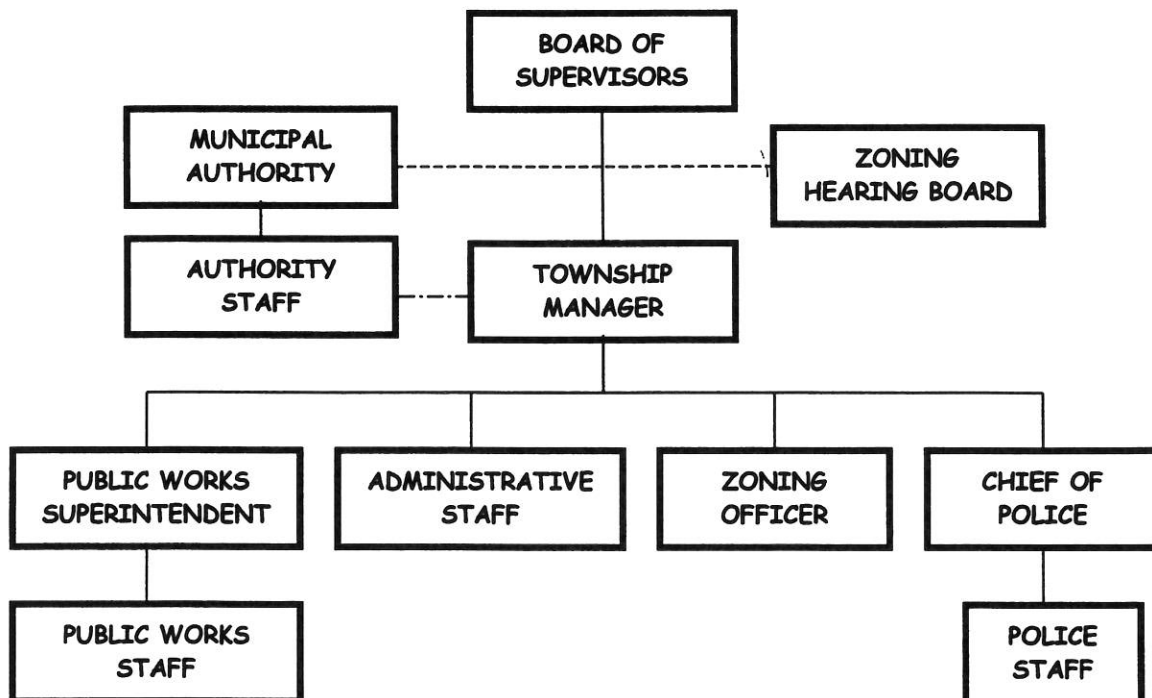 BOARD OF
SUPERVISORS
MUNICIPAL
AUTHORITY
ZONING
HEARING BOARD
AUTHORITY
STAFF
TOWNSHIP
MANAGER
PUBLIC WORKS
SUPERINTENDENT
ADMINISTRATIVE
STAFF
ZONING
OFFICER
CHIEF OF
POLICE
PUBLIC WORKS
STAFF
POLICE
STAFF